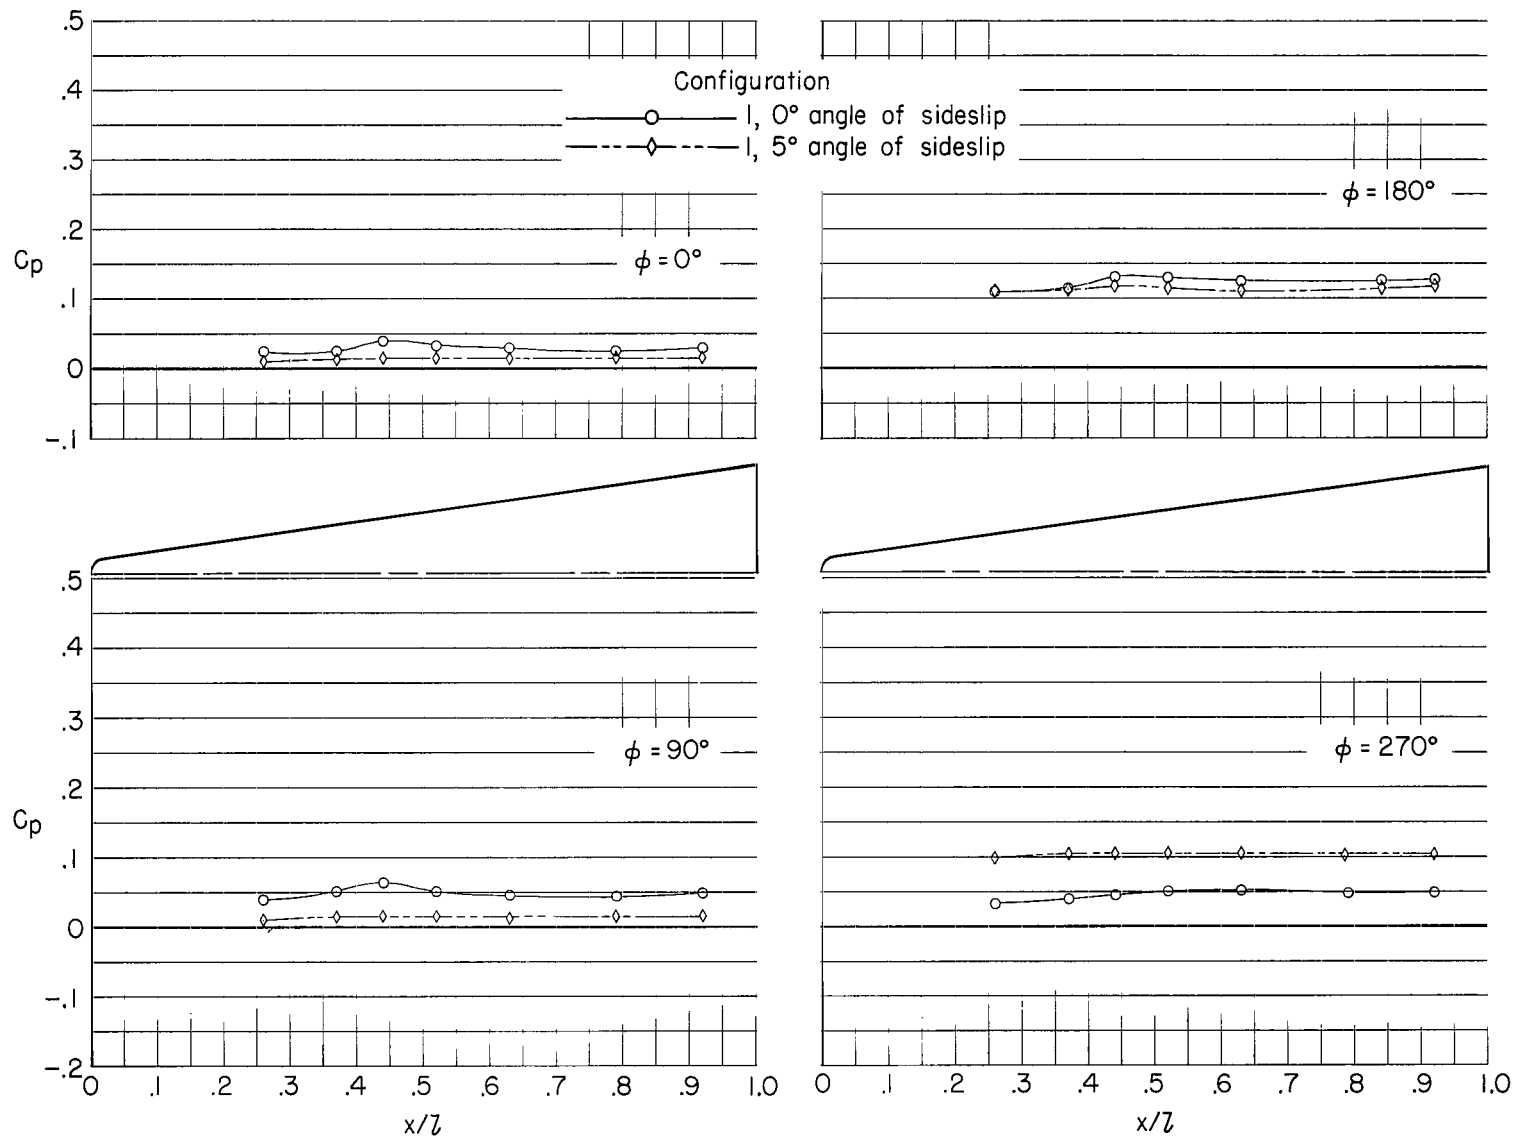 .5
.4
.3
.2
.1
0
-.1
Cp
Configuration
1, 0° angle of sideslip
1, 5° angle of sideslip
ϕ = 0°
ϕ = 180°
.5
.4
.3
.2
.1
0
-.1
-.2
Cp
ϕ = 90°
ϕ = 270°
0 .1 .2 .3 .4 .5 .6 .7 .8 .9 1.0
0 .1 .2 .3 .4 .5 .6 .7 .8 .9 1.0
x/l
x/l